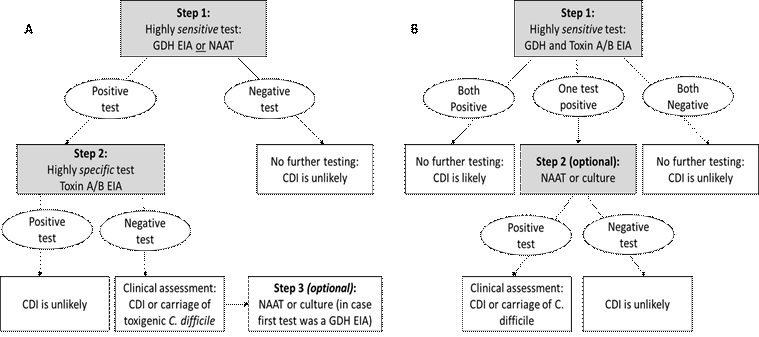 A
Step 1:
Highly sensitive test:
GDH EIA or NAAT
Positive
test
Negative
test
Step 2:
Highly specific test
Toxin A/B EIA
No further testing:
CDI is unlikely
Positive
test
Negative
test
CDI is unlikely
Clinical assessment:
CDI or carriage of
toxigenic C. difficile
Step 3 (optional):
NAAT or culture (in case
first test was a GDH EIA)
B
Step 1:
Highly sensitive test:
GDH and Toxin A/B EIA
Both
Positive
One test
positive
Both
Negative
No further testing:
CDI is likely
Step 2 (optional):
NAAT or culture
No further testing:
CDI is unlikely
Positive
test
Negative
test
Clinical assessment:
CDI or carriage of C.
difficile
CDI is unlikely